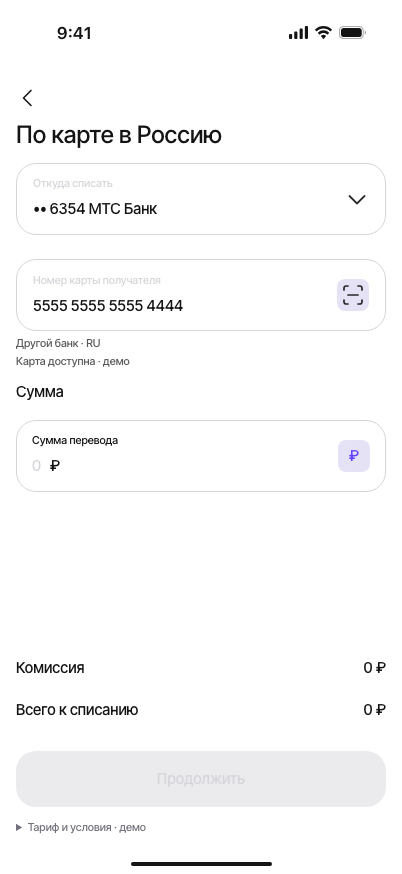 9:41
По карте в Россию
Откуда списать
•• 6354 МТС Банк
Номер карты получателя
5555 5555 5555 4444
Другой банк · RU
Карта доступна · демо
Сумма
Сумма перевода
0 ₽
₽
Комиссия 0 ₽
Всего к списанию 0 ₽
Продолжить
Тариф и условия · демо